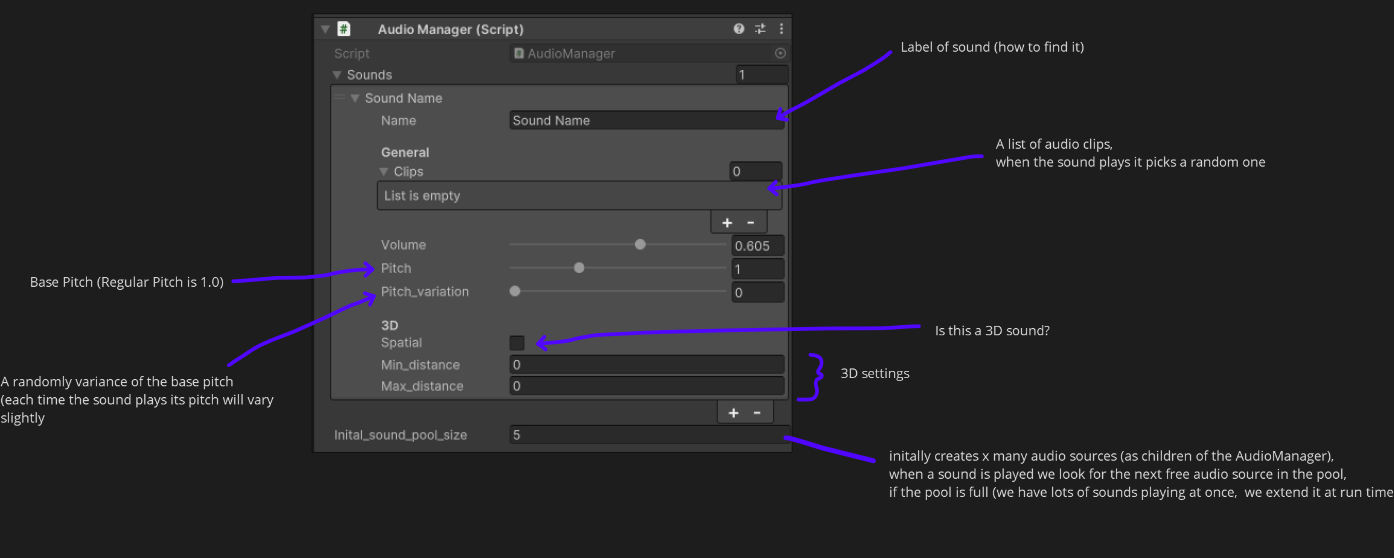 Audio Manager (Script)
Script
AudioManager
Label of sound (how to find it)
Sounds
1
Sound Name
Name
Sound Name
General
A list of audio clips,
when the sound plays it picks a random one
Clips
0
List is empty
+ -
Volume
0.605
Base Pitch (Regular Pitch is 1.0)
Pitch
1
Pitch_variation
0
3D
Is this a 3D sound?
Spatial
Min_distance
0
3D settings
Max_distance
0
A randomly variance of the base pitch
(each time the sound plays its pitch will vary
slightly
+ -
Inital_sound_pool_size
5
initally creates x many audio sources (as children of the AudioManager),
when a sound is played we look for the next free audio source in the pool,
if the pool is full (we have lots of sounds playing at once, we extend it at run time